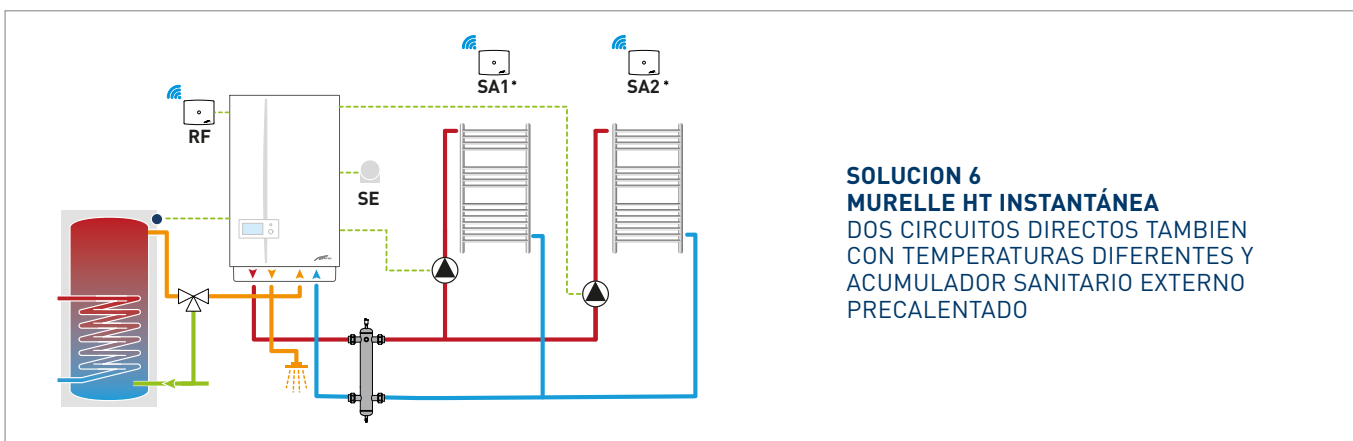 SA1*
SA2*
RF
SE
SOLUCION 6
MURELLE HT INSTANTÁNEA
DOS CIRCUITOS DIRECTOS TAMBIEN
CON TEMPERATURAS DIFERENTES Y
ACUMULADOR SANITARIO EXTERNO
PRECALENTADO